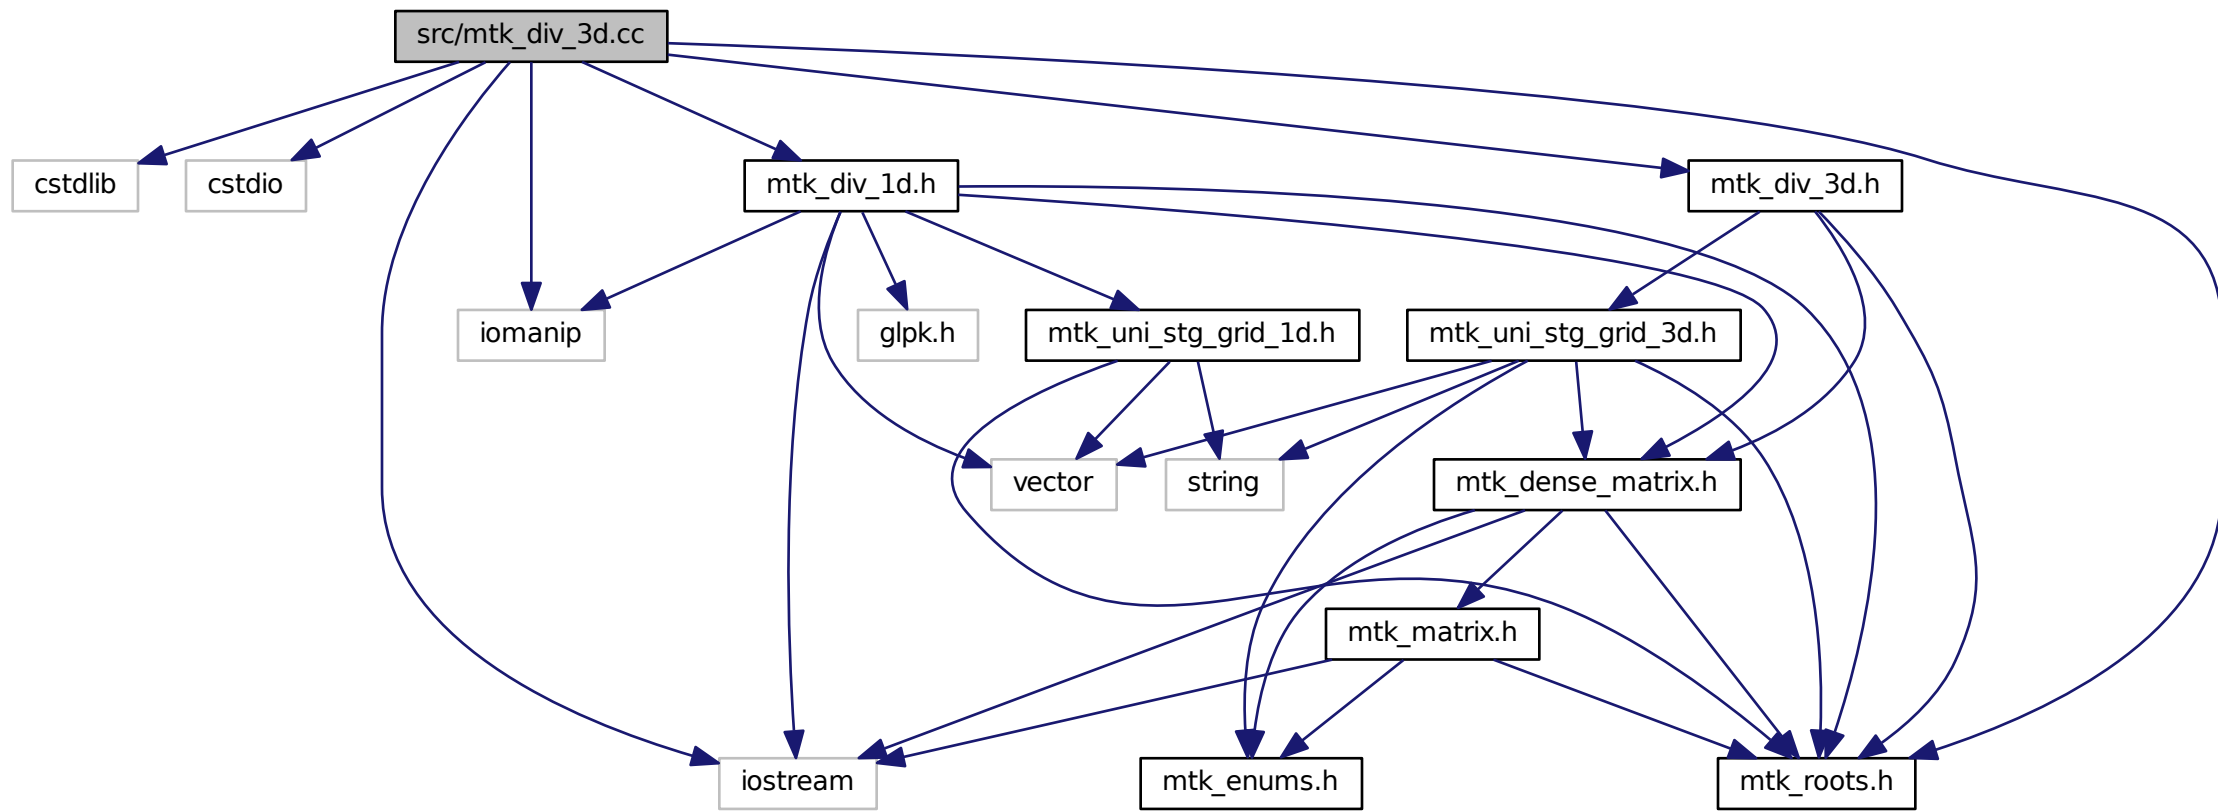 src/mtk_div_3d.cc
cstdlib
cstdio
mtk_div_1d.h
mtk_div_3d.h
iomanip
glpk.h
mtk_uni_stg_grid_1d.h
mtk_uni_stg_grid_3d.h
vector
string
mtk_dense_matrix.h
mtk_matrix.h
iostream
mtk_enums.h
mtk_roots.h